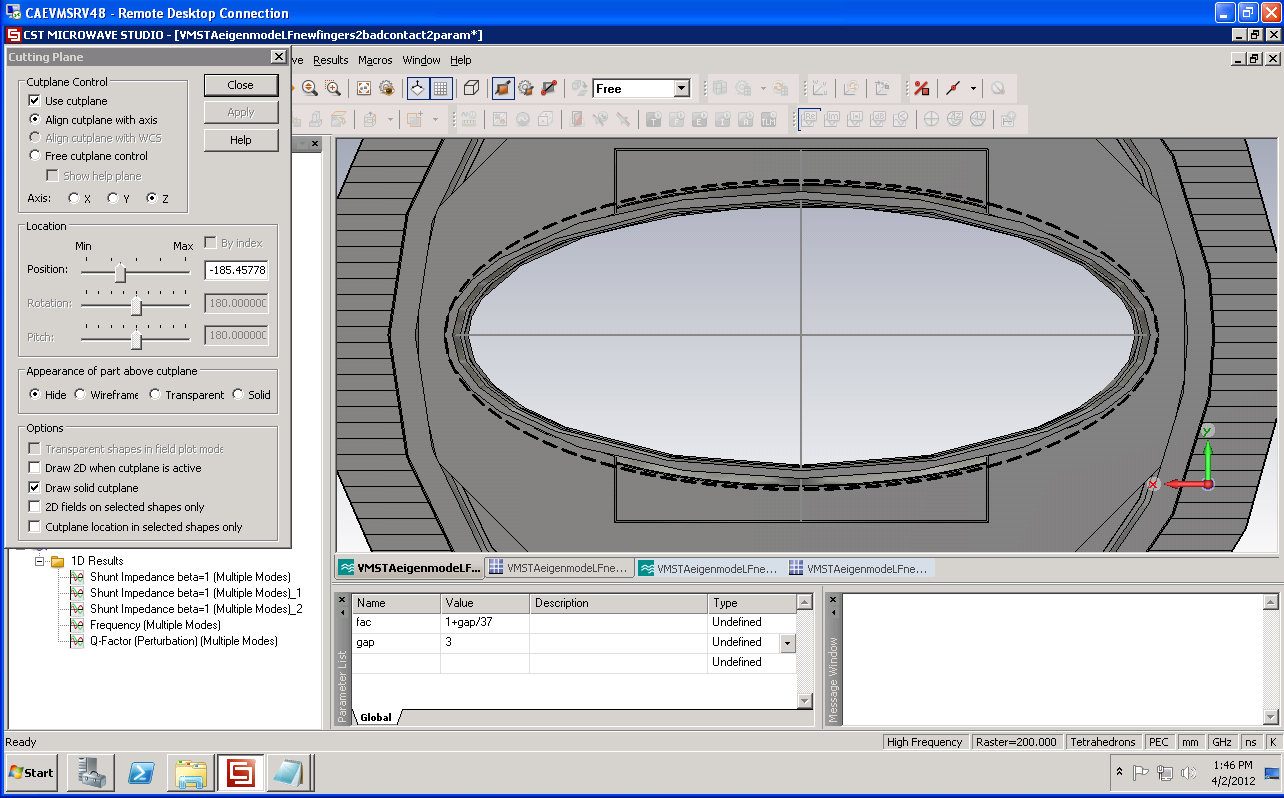 CAEVMSRV48 - Remote Desktop Connection
CST MICROWAVE STUDIO - [VMSTAeigenmodeLFnewfingers2badcontact2param*]
Cutting Plane
ve Results Macros Window Help
Cutplane Control
Close
Use cutplane
Free
Apply
Align cutplane with axis
Align cutplane with WCS
Help
Free cutplane control
Show help plane
Axis: X Y Z
Location
Min Max By index
Position: -185.45778
Rotation: 180.000000
Pitch: 180.000000
Appearance of part above cutplane
Hide Wireframe Transparent Solid
Options
Transparent shapes in field plot mode
Draw 2D when cutplane is active
Draw solid cutplane
2D fields on selected shapes only
Cutplane location in selected shapes only
y
x
1D Results
Shunt Impedance beta=1 (Multiple Modes)
Shunt Impedance beta=1 (Multiple Modes)_1
Shunt Impedance beta=1 (Multiple Modes)_2
Frequency (Multiple Modes)
Q-Factor (Perturbation) (Multiple Modes)
VMSTAeigenmodeLF... VMSTAeigenmodeLFne... VMSTAeigenmodeLFne... VMSTAeigenmodeLFne...
Parameter List
Name Value Description Type
fac 1+gap/37 Undefined
gap 3 Undefined
Undefined
Global
Message Window
Ready
High Frequency Raster=200.000 Tetrahedrons PEC mm GHz ns K
Start
1:46 PM
4/2/2012